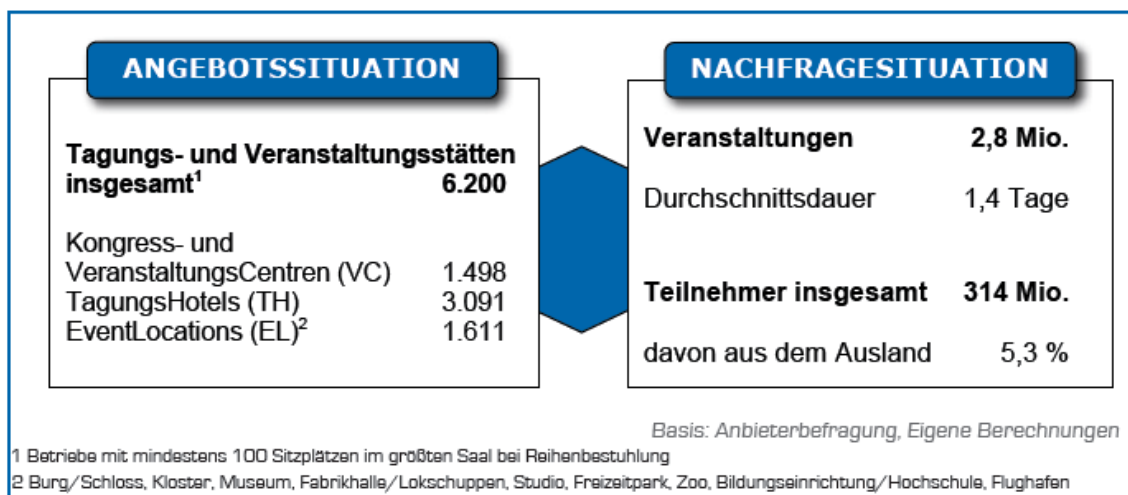 ANGEBOTSSITUATION
Tagungs- und Veranstaltungsstätten
insgesamt¹ 6.200
Kongress- und
VeranstaltungsCentren (VC) 1.498
TagungsHotels (TH) 3.091
EventLocations (EL)² 1.611
NACHFRAGESITUATION
Veranstaltungen 2,8 Mio.
Durchschnittsdauer 1,4 Tage
Teilnehmer insgesamt 314 Mio.
davon aus dem Ausland 5,3 %
Basis: Anbieterbefragung, Eigene Berechnungen
1 Betriebe mit mindestens 100 Sitzplätzen im größten Saal bei Reihenbestuhlung
2 Burg/Schloss, Kloster, Museum, Fabrikhalle/Lokschuppen, Studio, Freizeitpark, Zoo, Bildungseinrichtung/Hochschule, Flughafen